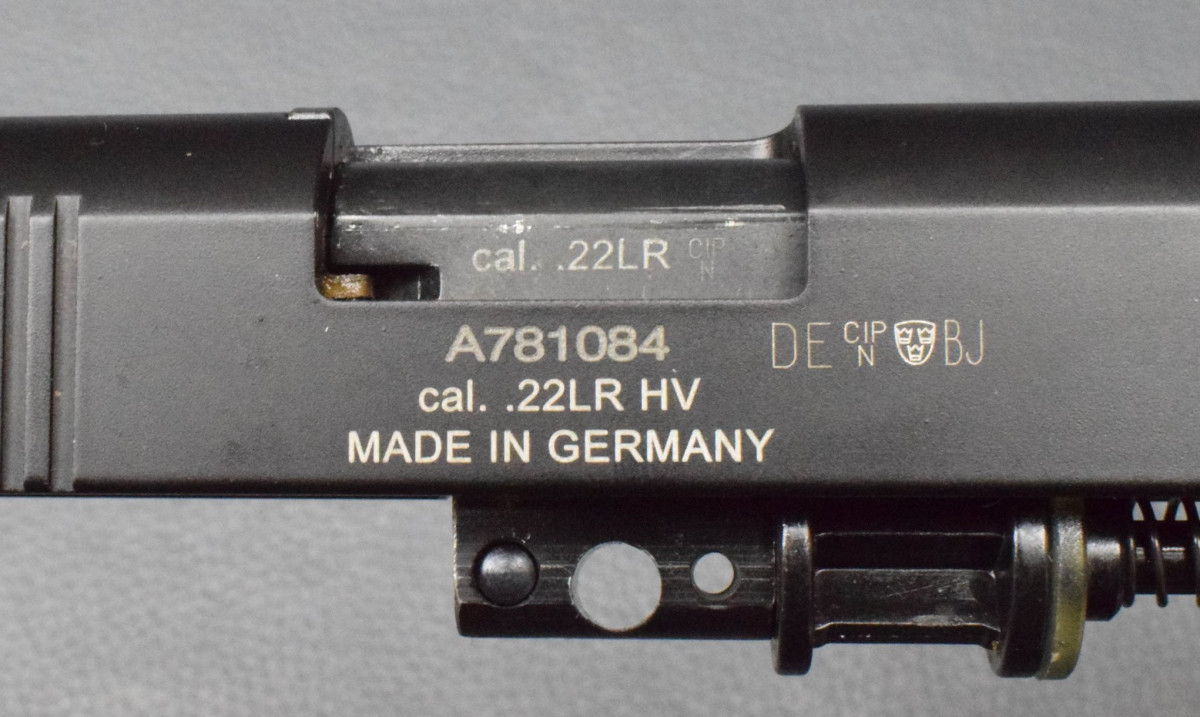 cal. .22LR CIP
N
A781084 DE CIP
N BJ
cal. .22LR HV
MADE IN GERMANY